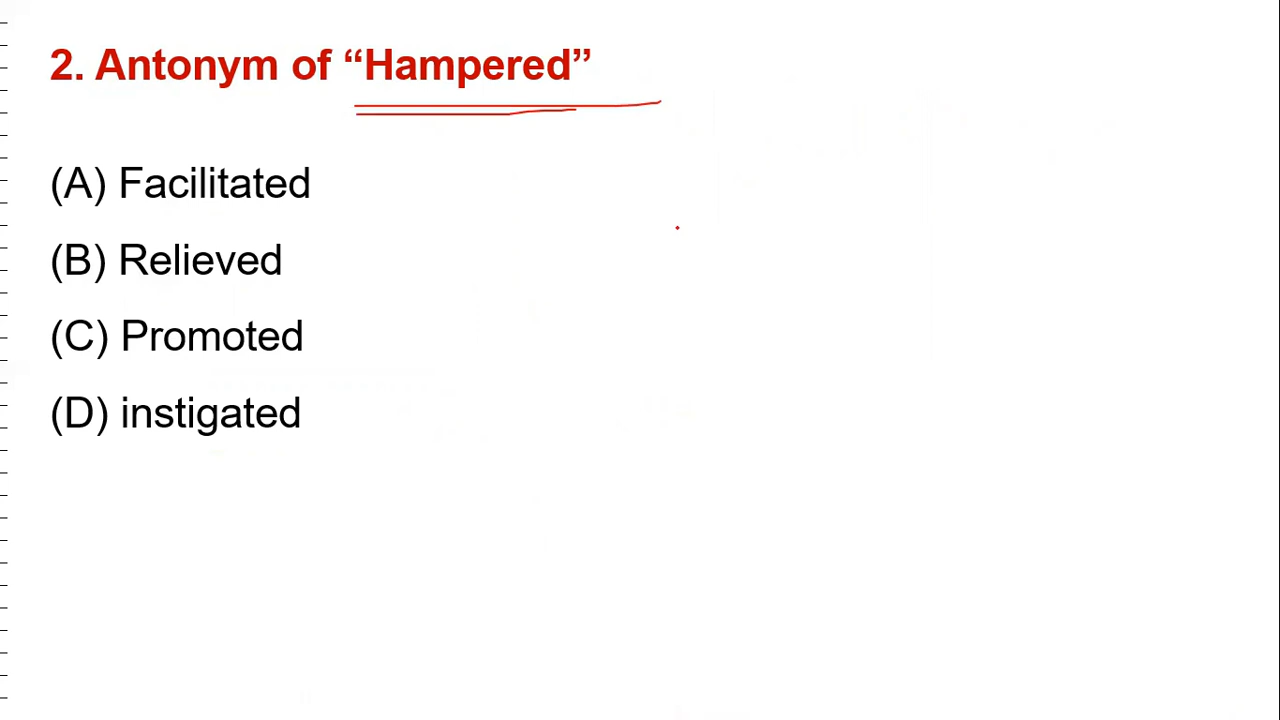 2. Antonym of “Hampered”
(A) Facilitated
(B) Relieved
(C) Promoted
(D) instigated